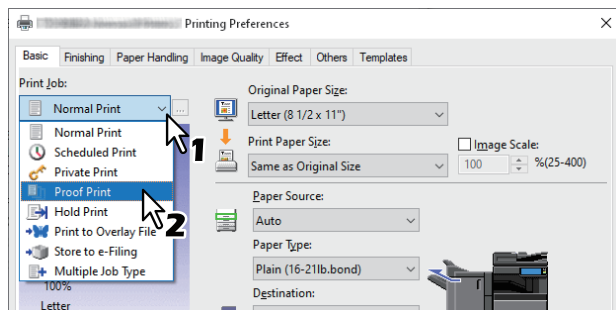 Printing Preferences
Basic Finishing Paper Handling Image Quality Effect Others Templates
Print Job:
Normal Print
...
1
Normal Print
Scheduled Print
Private Print
Proof Print
2
Hold Print
Print to Overlay File
Store to e-Filing
Multiple Job Type
100%
Letter
Original Paper Size:
Letter (8 1/2 x 11")
Print Paper Size:
Same as Original Size
Image Scale:
100 %(25-400)
Paper Source:
Auto
Paper Type:
Plain (16-21lb.bond)
Destination: